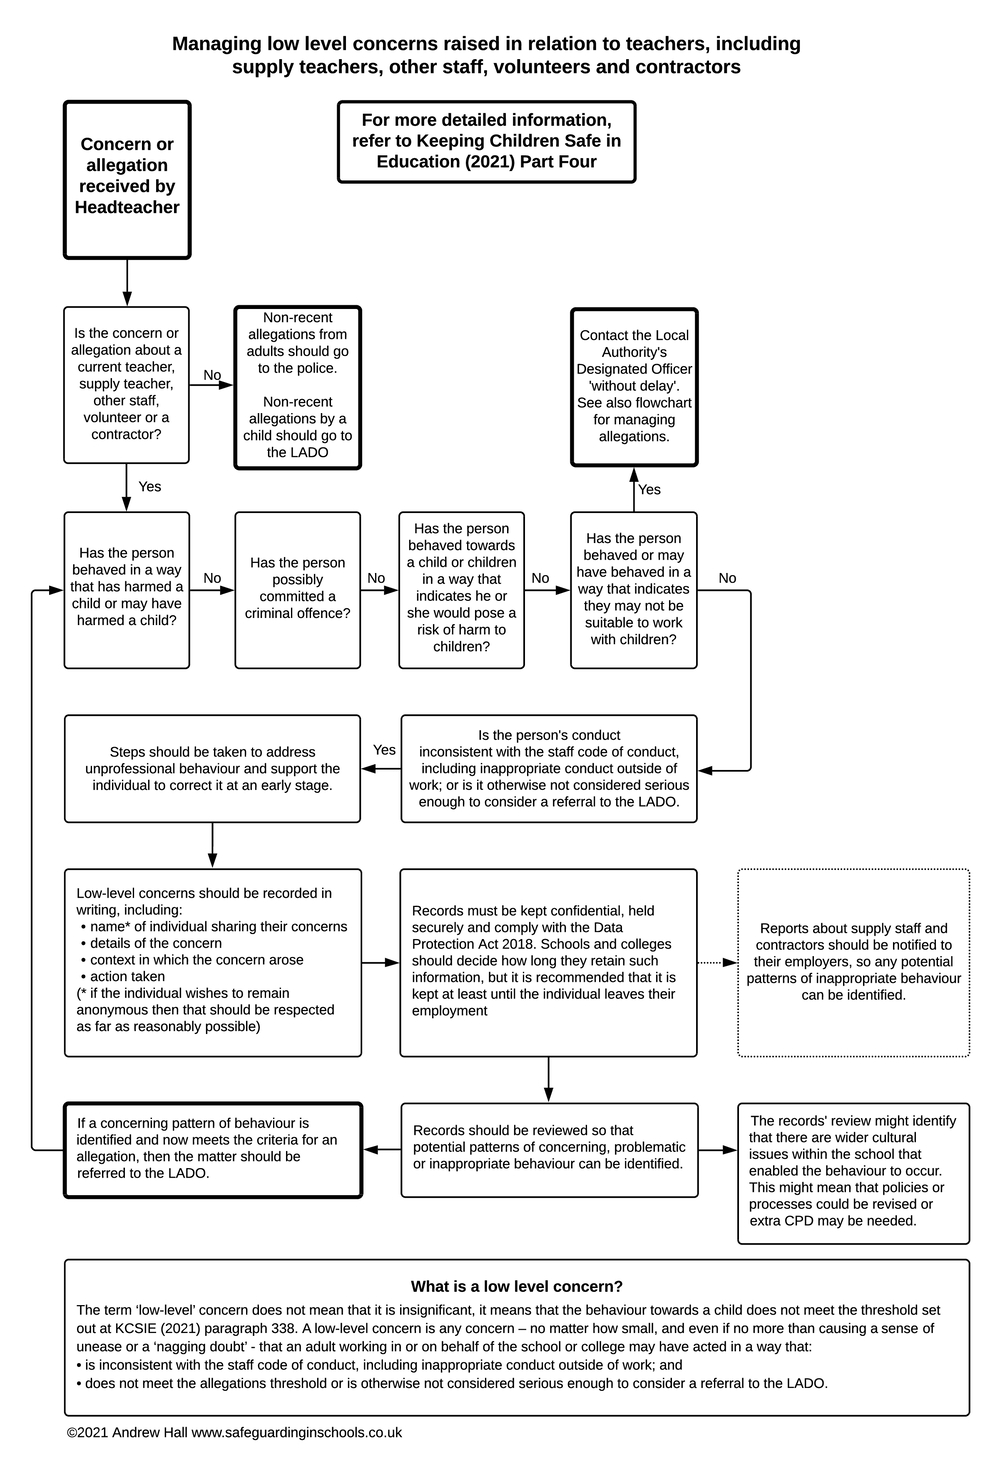 Managing low level concerns raised in relation to teachers, including
supply teachers, other staff, volunteers and contractors
Concern or
allegation
received by
Headteacher
For more detailed information,
refer to Keeping Children Safe in
Education (2021) Part Four
Is the concern or
allegation about a
current teacher,
supply teacher,
other staff,
volunteer or a
contractor?
No
Non-recent
allegations from
adults should go
to the police.
Non-recent
allegations by a
child should go to
the LADO
Contact the Local
Authority's
Designated Officer
'without delay'.
See also flowchart
for managing
allegations.
Yes
Yes
Has the person
behaved in a way
that has harmed a
child or may have
harmed a child?
No
Has the person
possibly
committed a
criminal offence?
No
Has the person
behaved towards
a child or children
in a way that
indicates he or
she would pose a
risk of harm to
children?
No
Has the person
behaved or may
have behaved in a
way that indicates
they may not be
suitable to work
with children?
No
Steps should be taken to address
unprofessional behaviour and support the
individual to correct it at an early stage.
Yes
Is the person's conduct
inconsistent with the staff code of conduct,
including inappropriate conduct outside of
work; or is it otherwise not considered serious
enough to consider a referral to the LADO.
Low-level concerns should be recorded in
writing, including:
• name* of individual sharing their concerns
• details of the concern
• context in which the concern arose
• action taken
(* if the individual wishes to remain
anonymous then that should be respected
as far as reasonably possible)
Records must be kept confidential, held
securely and comply with the Data
Protection Act 2018. Schools and colleges
should decide how long they retain such
information, but it is recommended that it is
kept at least until the individual leaves their
employment
Reports about supply staff and
contractors should be notified to
their employers, so any potential
patterns of inappropriate behaviour
can be identified.
If a concerning pattern of behaviour is
identified and now meets the criteria for an
allegation, then the matter should be
referred to the LADO.
Records should be reviewed so that
potential patterns of concerning, problematic
or inappropriate behaviour can be identified.
The records' review might identify
that there are wider cultural
issues within the school that
enabled the behaviour to occur.
This might mean that policies or
processes could be revised or
extra CPD may be needed.
What is a low level concern?
The term ‘low-level’ concern does not mean that it is insignificant, it means that the behaviour towards a child does not meet the threshold set
out at KCSIE (2021) paragraph 338. A low-level concern is any concern – no matter how small, and even if no more than causing a sense of
unease or a ‘nagging doubt’ - that an adult working in or on behalf of the school or college may have acted in a way that:
• is inconsistent with the staff code of conduct, including inappropriate conduct outside of work; and
• does not meet the allegations threshold or is otherwise not considered serious enough to consider a referral to the LADO.
©2021 Andrew Hall www.safeguardinginschools.co.uk